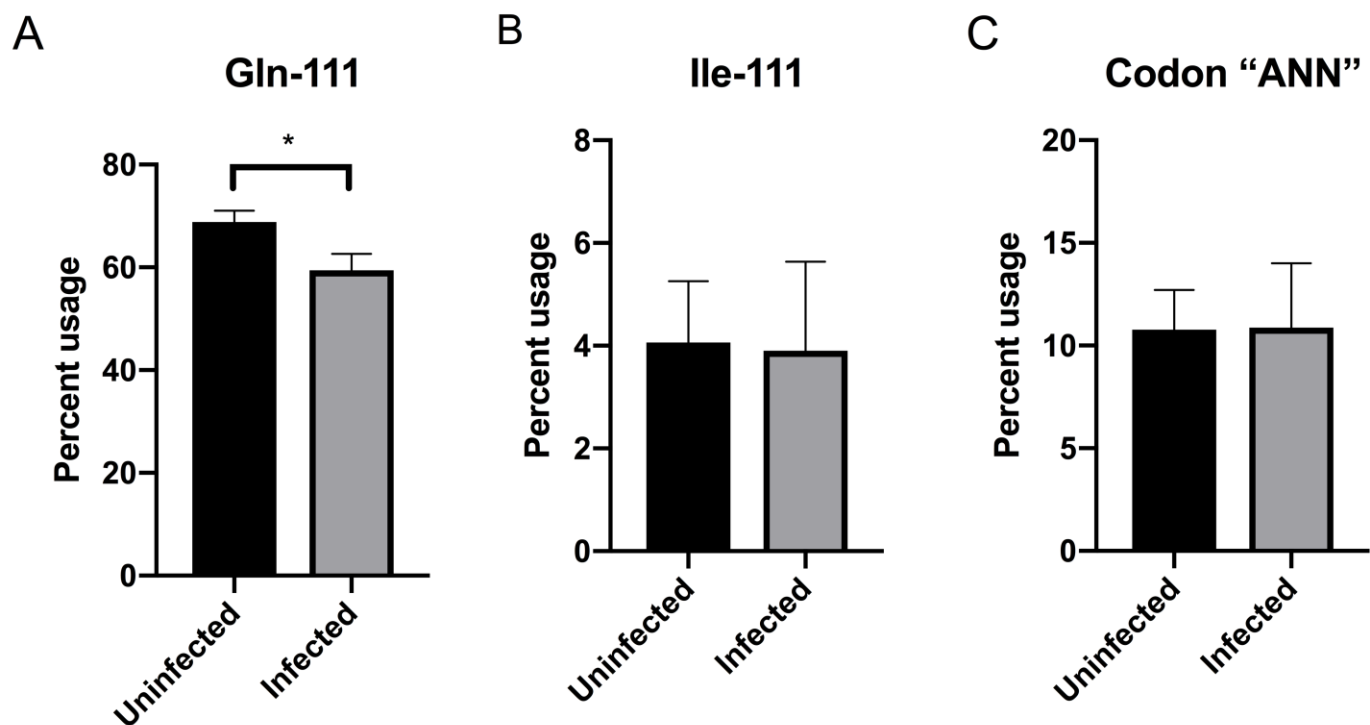 A
Gln-111
*
80
60
40
20
0
Percent usage
Uninfected
Infected
B
Ile-111
8
6
4
2
0
Percent usage
Uninfected
Infected
C
Codon “ANN”
20
15
10
5
0
Percent usage
Uninfected
Infected